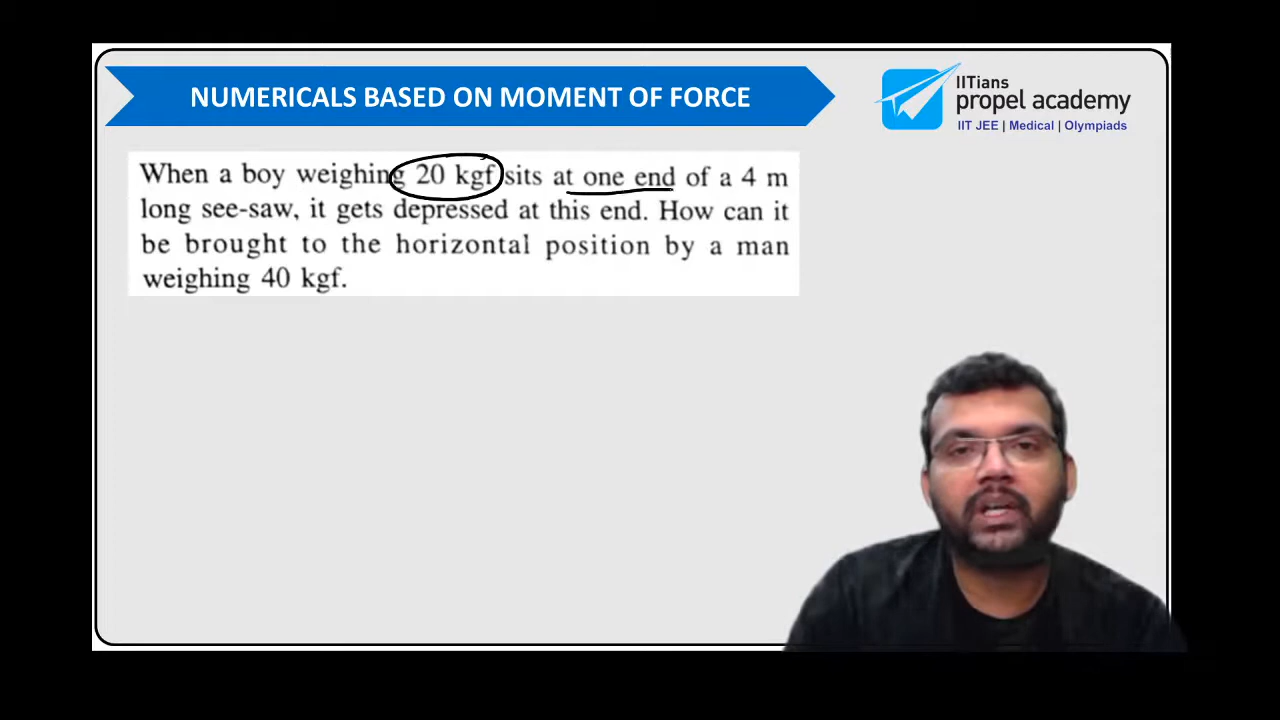 NUMERICALS BASED ON MOMENT OF FORCE
IITians
propel academy
IIT JEE | Medical | Olympiads
When a boy weighing 20 kgf sits at one end of a 4 m
long see-saw, it gets depressed at this end. How can it
be brought to the horizontal position by a man
weighing 40 kgf.